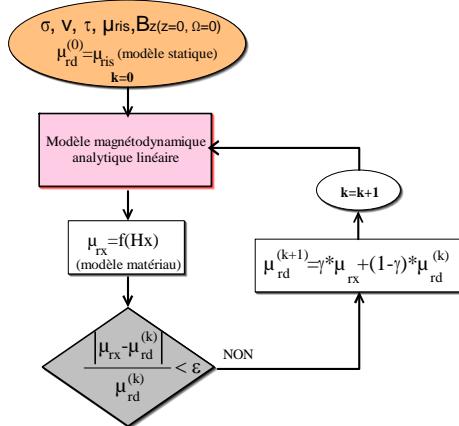 σ, v, τ, μris,Bz(z=0, Ω=0)
μrd^(0)=μris (modèle statique)
k=0
Modèle magnétodynamique
analytique linéaire
k=k+1
μrx=f(Hx)
(modèle matériau)
μrd^(k+1)=γ*μrx+(1-γ)*μrd^(k)
|μrx-μrd^(k)|/μrd^(k) < ε
NON